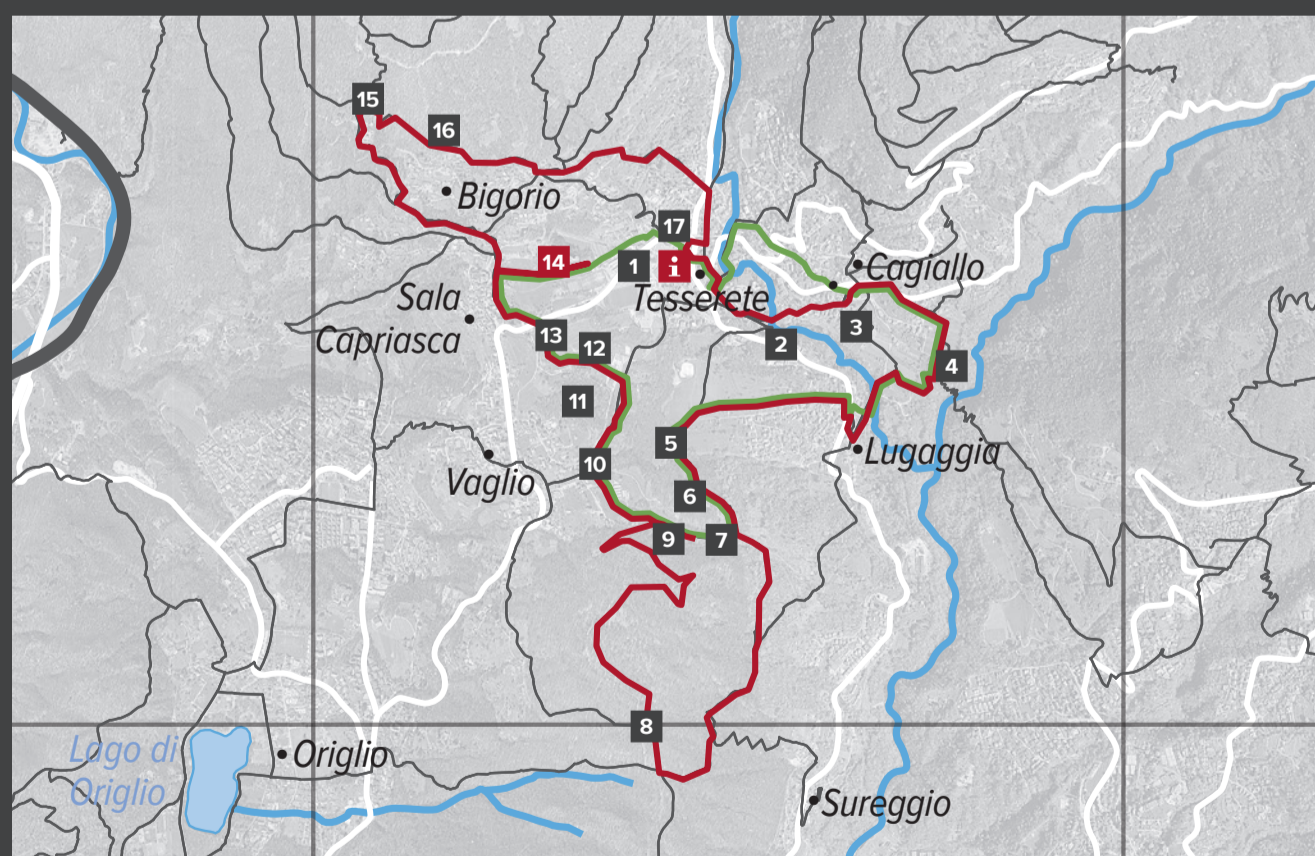 15
16
Bigorio
17
14
1
i
Tesserete
Cagiallo
Sala
Capriasca
13
12
2
3
4
11
5
Lugaggia
10
Vaglio
6
9
7
8
Lago di
Origlio
Origlio
Sureggio